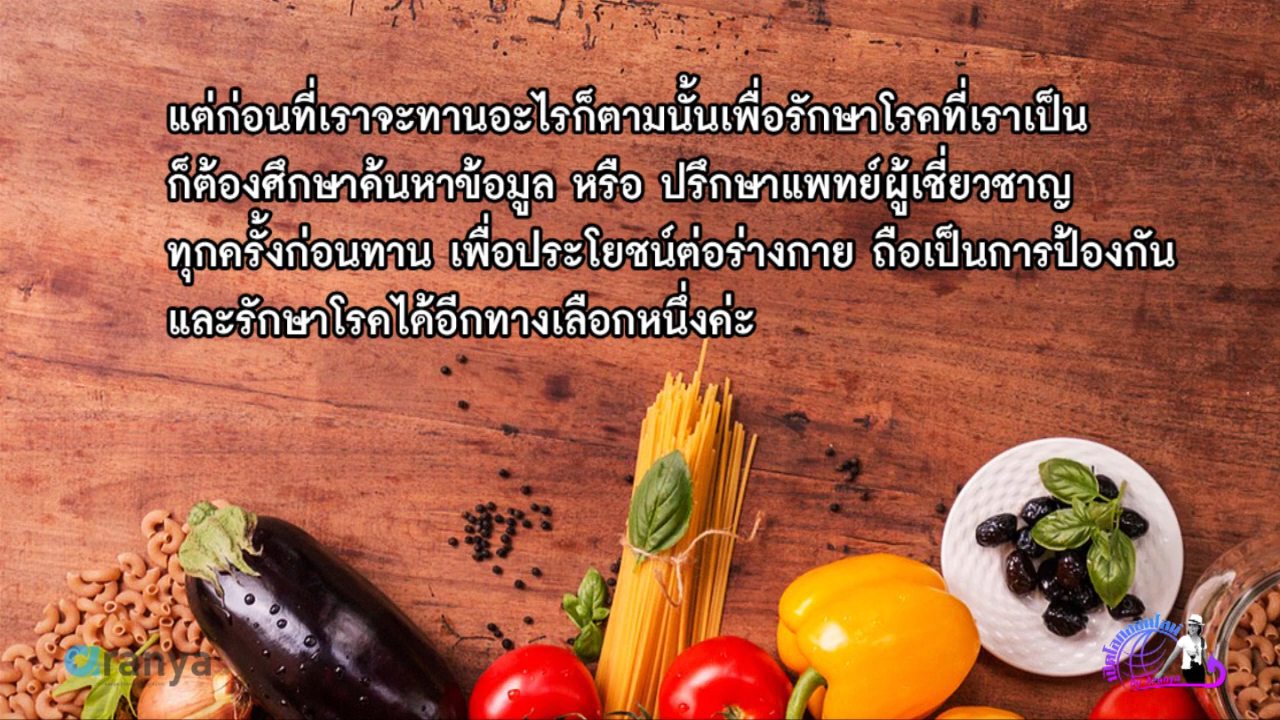 แต่ก่อนที่เราจะทานอะไรก็ตามนั้นเพื่อรักษาโรคที่เราเป็น
ก็ต้องศึกษาค้นหาข้อมูล หรือ ปรึกษาแพทย์ผู้เชี่ยวชาญ
ทุกครั้งก่อนทาน เพื่อประโยชน์ต่อร่างกาย ถือเป็นการป้องกัน
และรักษาโรคได้อีกทางเลือกหนึ่งค่ะ
aranya